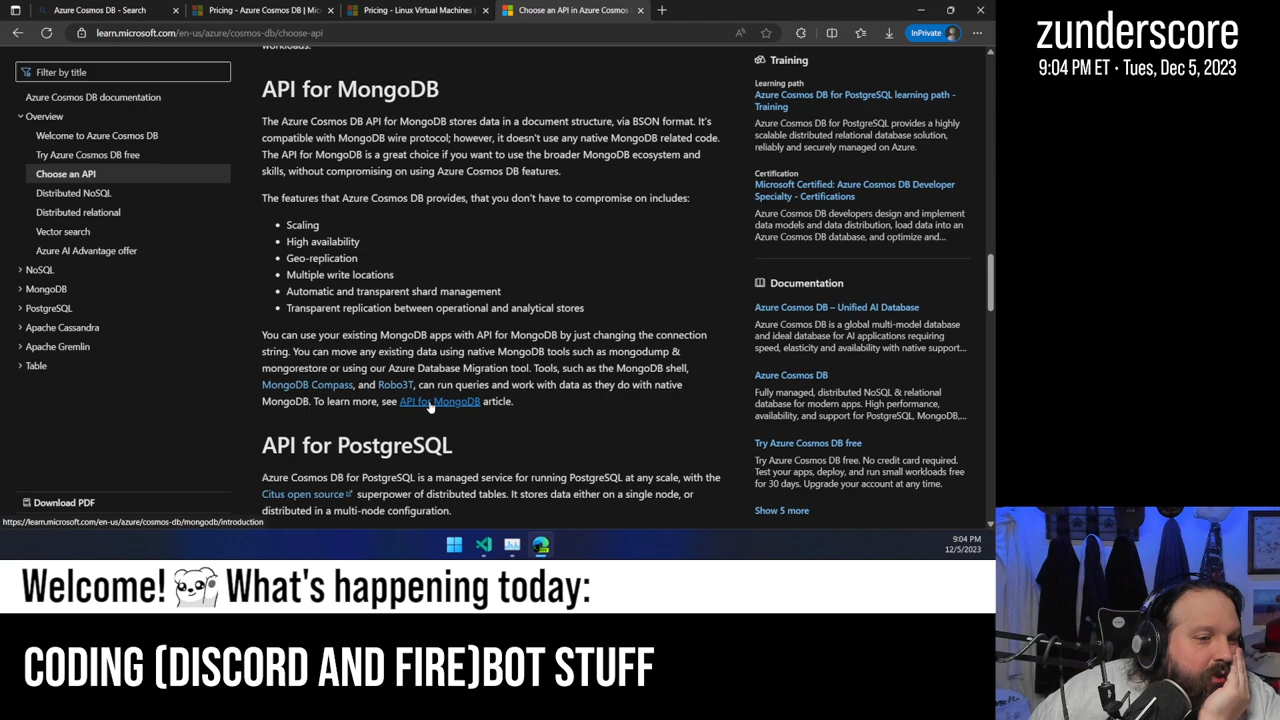 Azure Cosmos DB - Search
Pricing - Azure Cosmos DB | Mic
Pricing - Linux Virtual Machines |
Choose an API in Azure Cosmos
learn.microsoft.com/en-us/azure/cosmos-db/choose-api
InPrivate
zunderscore
9:04 PM ET • Tues, Dec 5, 2023
Filter by title
Azure Cosmos DB documentation
Overview
Welcome to Azure Cosmos DB
Try Azure Cosmos DB free
Choose an API
Distributed NoSQL
Distributed relational
Vector search
Azure AI Advantage offer
NoSQL
MongoDB
PostgreSQL
Apache Cassandra
Apache Gremlin
Table
Download PDF
workloads.
API for MongoDB
The Azure Cosmos DB API for MongoDB stores data in a document structure, via BSON format. It's
compatible with MongoDB wire protocol; however, it doesn't use any native MongoDB related code.
The API for MongoDB is a great choice if you want to use the broader MongoDB ecosystem and
skills, without compromising on using Azure Cosmos DB features.
The features that Azure Cosmos DB provides, that you don't have to compromise on includes:
• Scaling
• High availability
• Geo-replication
• Multiple write locations
• Automatic and transparent shard management
• Transparent replication between operational and analytical stores
You can use your existing MongoDB apps with API for MongoDB by just changing the connection
string. You can move any existing data using native MongoDB tools such as mongodump &
mongorestore or using our Azure Database Migration tool. Tools, such as the MongoDB shell,
MongoDB Compass, and Robo3T, can run queries and work with data as they do with native
MongoDB. To learn more, see API for MongoDB article.
API for PostgreSQL
Azure Cosmos DB for PostgreSQL is a managed service for running PostgreSQL at any scale, with the
Citus open source superpower of distributed tables. It stores data either on a single node, or
distributed in a multi-node configuration.
Training
Learning path
Azure Cosmos DB for PostgreSQL learning path -
Training
Azure Cosmos DB for PostgreSQL provides a highly
scalable distributed relational database solution,
reliably and securely managed on Azure.
Certification
Microsoft Certified: Azure Cosmos DB Developer
Specialty - Certifications
Azure Cosmos DB developers design and implement
data models and data distribution, load data into an
Azure Cosmos DB database, and optimize and...
Documentation
Azure Cosmos DB – Unified AI Database
Azure Cosmos DB is a global multi-model database
and ideal database for AI applications requiring
speed, elasticity and availability with native support...
Azure Cosmos DB
Fully managed, distributed NoSQL & relational
database for modern apps. High performance,
availability, and support for PostgreSQL, MongoDB,...
Try Azure Cosmos DB free
Try Azure Cosmos DB free. No credit card required.
Test your apps, deploy, and run small workloads free
for 30 days. Upgrade your account at any time.
Show 5 more
https://learn.microsoft.com/en-us/azure/cosmos-db/mongodb/introduction
9:04 PM
12/5/2023
Welcome! What's happening today:
CODING (DISCORD AND FIRE)BOT STUFF